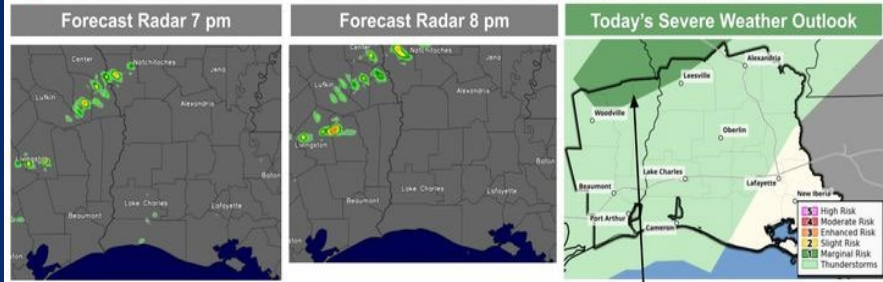 Forecast Radar 7 pm
Forecast Radar 8 pm
Today's Severe Weather Outlook
Center
Natchitoches
Jena
Lufkin
Alexandria
Livingston
Baton
Beaumont
Lake Charles
Lafayette
Center
Natchitoches
Jena
Lufkin
Alexandria
Livingston
Baton
Beaumont
Lake Charles
Lafayette
Alexandria
Leesville
Woodville
Oberlin
Lake Charles
Beaumont
Lafayette
New Iberia
Port Arthur
Cameron
5 High Risk
4 Moderate Risk
3 Enhanced Risk
2 Slight Risk
1 Marginal Risk
Thunderstorms